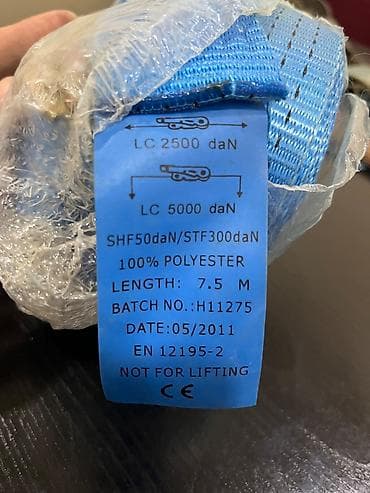 LC 2500 daN
LC 5000 daN
SHF50daN/STF300daN
100% POLYESTER
LENGTH: 7.5 M
BATCH NO.:H11275
DATE:05/2011
EN 12195-2
NOT FOR LIFTING
CE